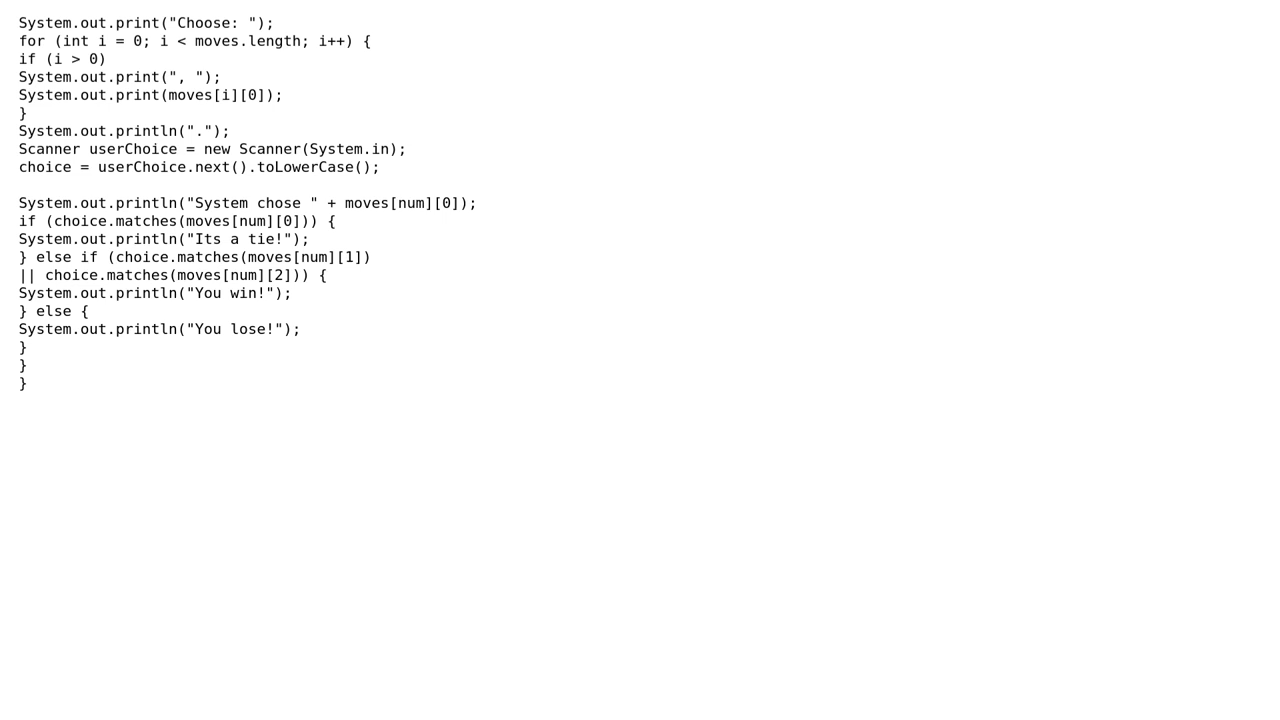 System.out.print("Choose: ");
for (int i = 0; i < moves.length; i++) {
if (i > 0)
System.out.print(", ");
System.out.print(moves[i][0]);
}
System.out.println(".");
Scanner userChoice = new Scanner(System.in);
choice = userChoice.next().toLowerCase();

System.out.println("System chose " + moves[num][0]);
if (choice.matches(moves[num][0])) {
System.out.println("Its a tie!");
} else if (choice.matches(moves[num][1])
|| choice.matches(moves[num][2])) {
System.out.println("You win!");
} else {
System.out.println("You lose!");
}
}
}